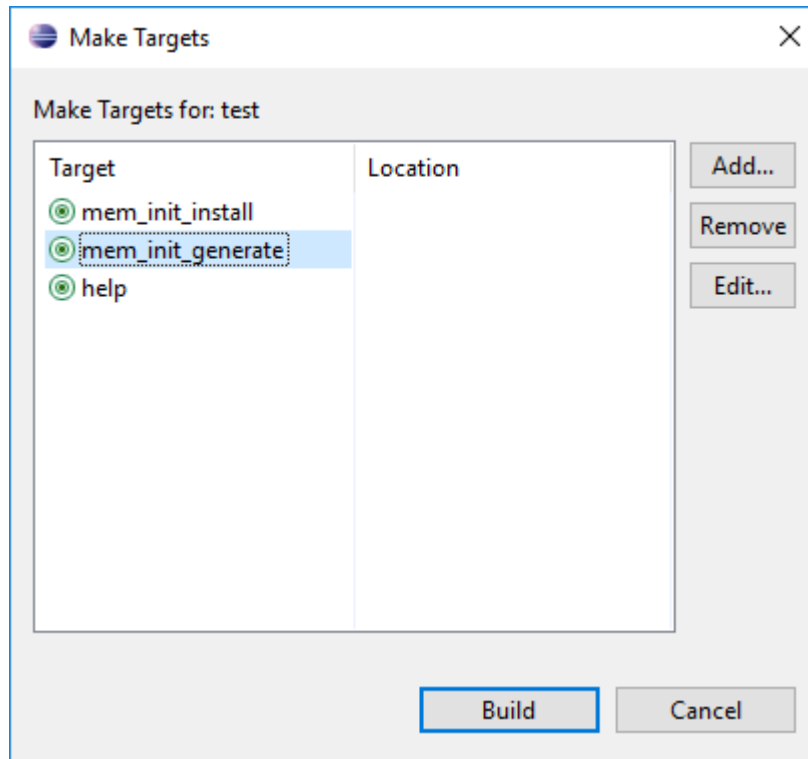 Make Targets
Make Targets for: test
Target Location
Add...
mem_init_install
Remove
mem_init_generate
Edit...
help
Build Cancel